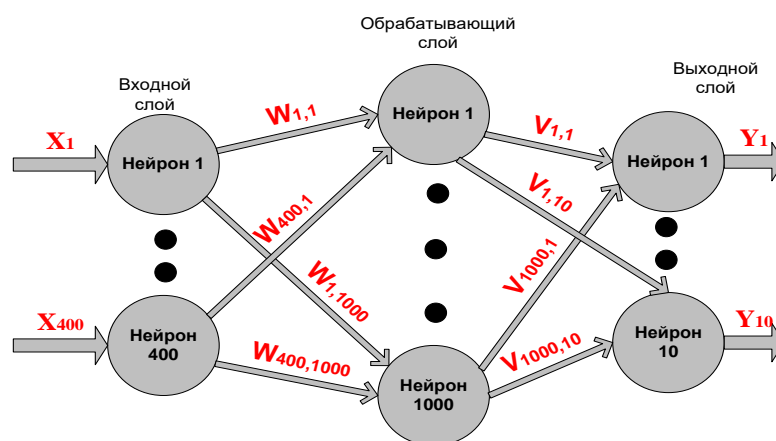 Обрабатывающий
слой
Входной
слой
Выходной
слой
X1
Нейрон 1
W1,1
Нейрон 1
V1,1
Нейрон 1
Y1
W400,1
W1,1000
V1,10
V1000,1
X400
Нейрон
400
W400,1000
Нейрон
1000
V1000,10
Нейрон
10
Y10